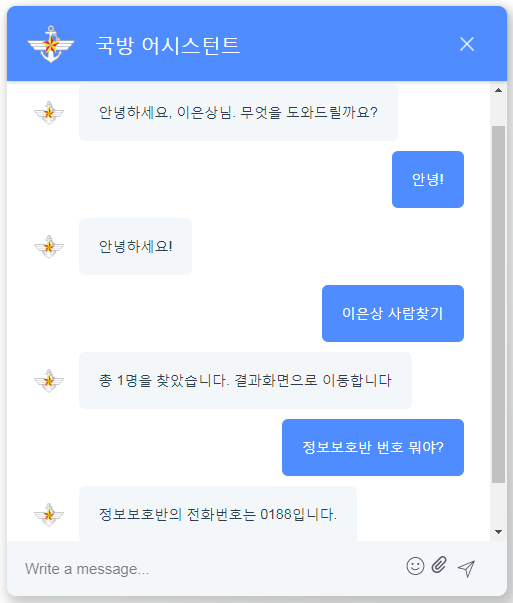 국방 어시스턴트
안녕하세요, 이은상님. 무엇을 도와드릴까요?
안녕!
안녕하세요!
이은상 사람찾기
총 1명을 찾았습니다. 결과화면으로 이동합니다
정보보호반 번호 뭐야?
정보보호반의 전화번호는 0188입니다.
Write a message...